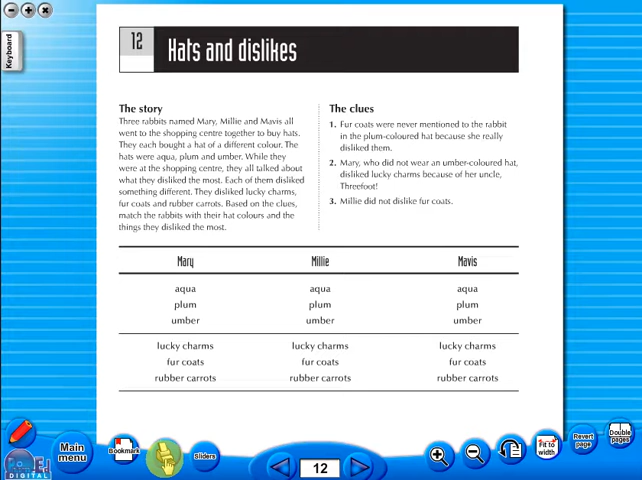 Keyboard
12
Hats and dislikes
The story
Three rabbits named Mary, Millie and Mavis all
went to the shopping centre together to buy hats.
They each bought a hat of a different colour. The
hats were aqua, plum and umber. While they
were at the shopping centre, they all talked about
what they disliked the most. Each of them disliked
something different. They disliked lucky charms,
fur coats and rubber carrots. Based on the clues,
match the rabbits with their hat colours and the
things they disliked the most.
The clues
1. Fur coats were never mentioned to the rabbit
in the plum-coloured hat because she really
disliked them.
2. Mary, who did not wear an umber-coloured hat,
disliked lucky charms because of her uncle,
Threefoot!
3. Millie did not dislike fur coats.
Mary Millie Mavis
aqua aqua aqua
plum plum plum
umber umber umber
lucky charms lucky charms lucky charms
fur coats fur coats fur coats
rubber carrots rubber carrots rubber carrots
Main
menu
Bookmark
Sliders
12
Fit to
width
Revert
page
Double
pages
DIGITAL